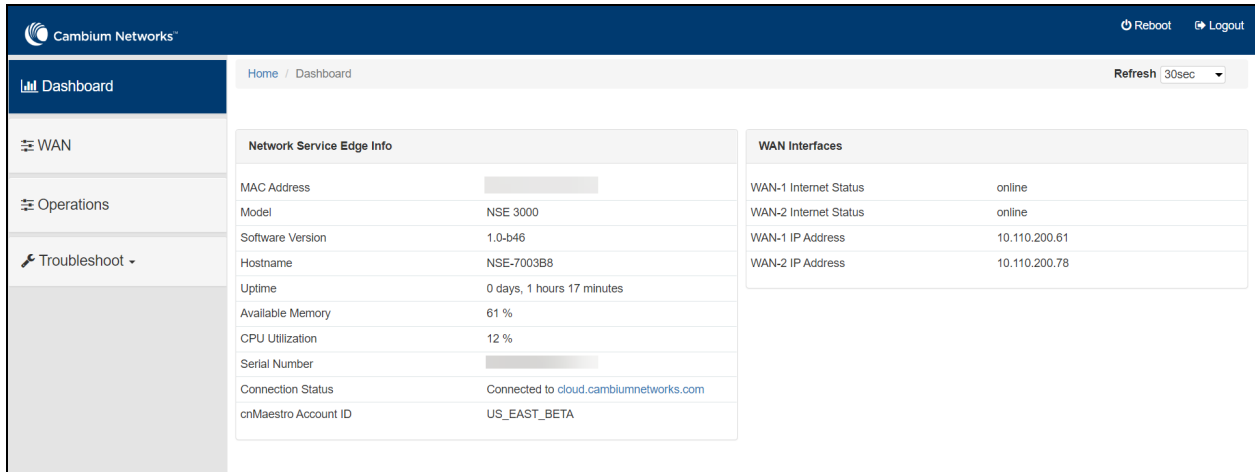 Cambium Networks™
Reboot Logout
Dashboard
WAN
Operations
Troubleshoot
Home / Dashboard
Refresh 30sec
Network Service Edge Info
MAC Address
Model NSE 3000
Software Version 1.0-b46
Hostname NSE-7003B8
Uptime 0 days, 1 hours 17 minutes
Available Memory 61 %
CPU Utilization 12 %
Serial Number
Connection Status Connected to cloud.cambiumnetworks.com
cnMaestro Account ID US_EAST_BETA
WAN Interfaces
WAN-1 Internet Status online
WAN-2 Internet Status online
WAN-1 IP Address 10.110.200.61
WAN-2 IP Address 10.110.200.78